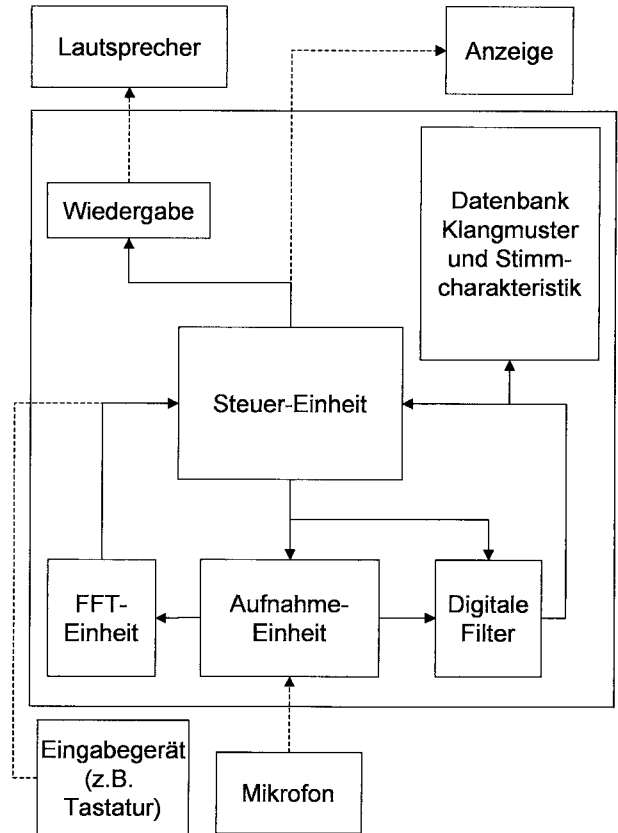 Lautsprecher
Anzeige
Wiedergabe
Datenbank
Klangmuster
und Stimm-
charakteristik
Steuer-Einheit
FFT-
Einheit
Aufnahme-
Einheit
Digitale
Filter
Eingabegerät
(z.B.
Tastatur)
Mikrofon